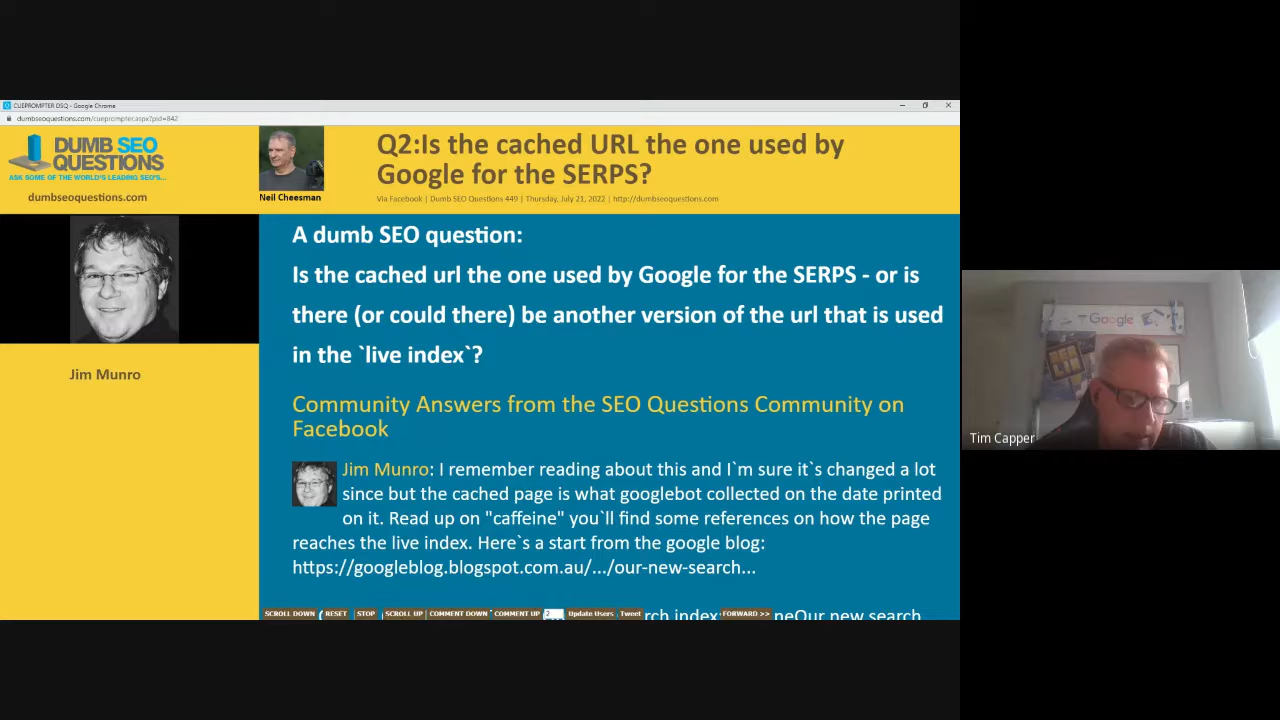 CUEPROMPTER DSQ - Google Chrome
dumbseoquestions.com/cueprompter.aspx?pid=842
DUMB SEO
QUESTIONS
ASK SOME OF THE WORLD'S LEADING SEO'S...
dumbseoquestions.com
Neil Cheesman
Q2:Is the cached URL the one used by
Google for the SERPS?
Via Facebook | Dumb SEO Questions 449 | Thursday, July 21, 2022 | http://dumbseoquestions.com
Jim Munro
A dumb SEO question:
Is the cached url the one used by Google for the SERPS - or is
there (or could there) be another version of the url that is used
in the `live index`?
Community Answers from the SEO Questions Community on
Facebook
Jim Munro: I remember reading about this and I`m sure it`s changed a lot
since but the cached page is what googlebot collected on the date printed
on it. Read up on "caffeine" you`ll find some references on how the page
reaches the live index. Here`s a start from the google blog:
https://googleblog.blogspot.com.au/.../our-new-search...
rch index
neOur new search
SCROLL DOWN RESET STOP SCROLL UP COMMENT DOWN COMMENT UP 2 Update Users Tweet FORWARD >>
Google
Tim Capper